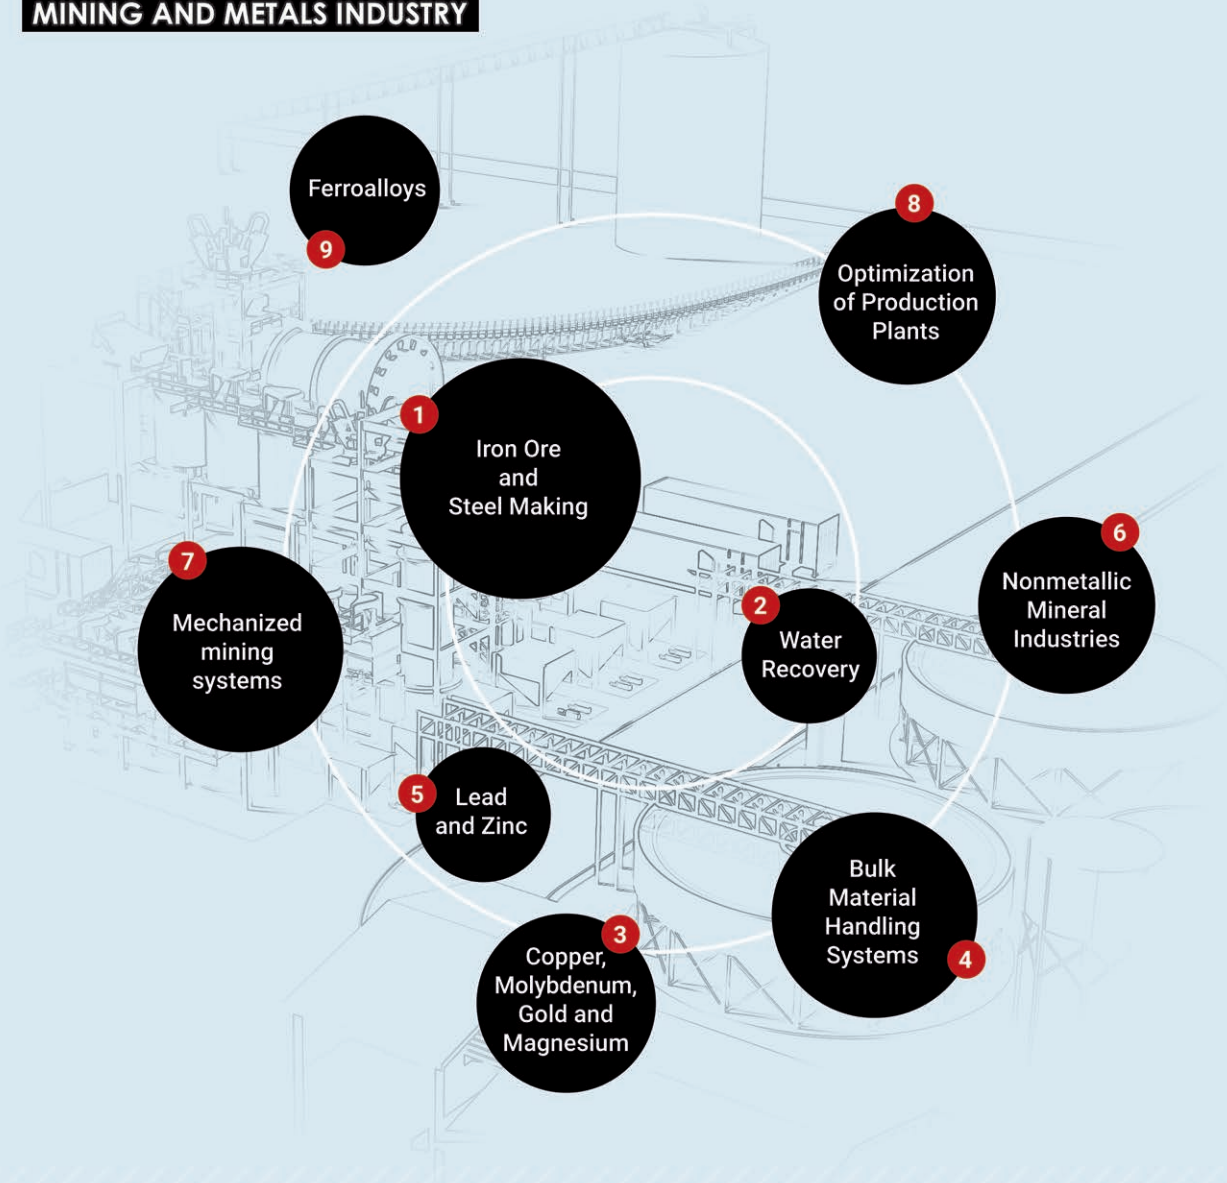 MINING AND METALS INDUSTRY
Ferroalloys
9
8
Optimization
of Production
Plants
1
Iron Ore
and
Steel Making
7
Mechanized
mining
systems
2
Water
Recovery
6
Nonmetallic
Mineral
Industries
5
Lead
and Zinc
3
Copper,
Molybdenum,
Gold and
Magnesium
Bulk
Material
Handling
Systems
4